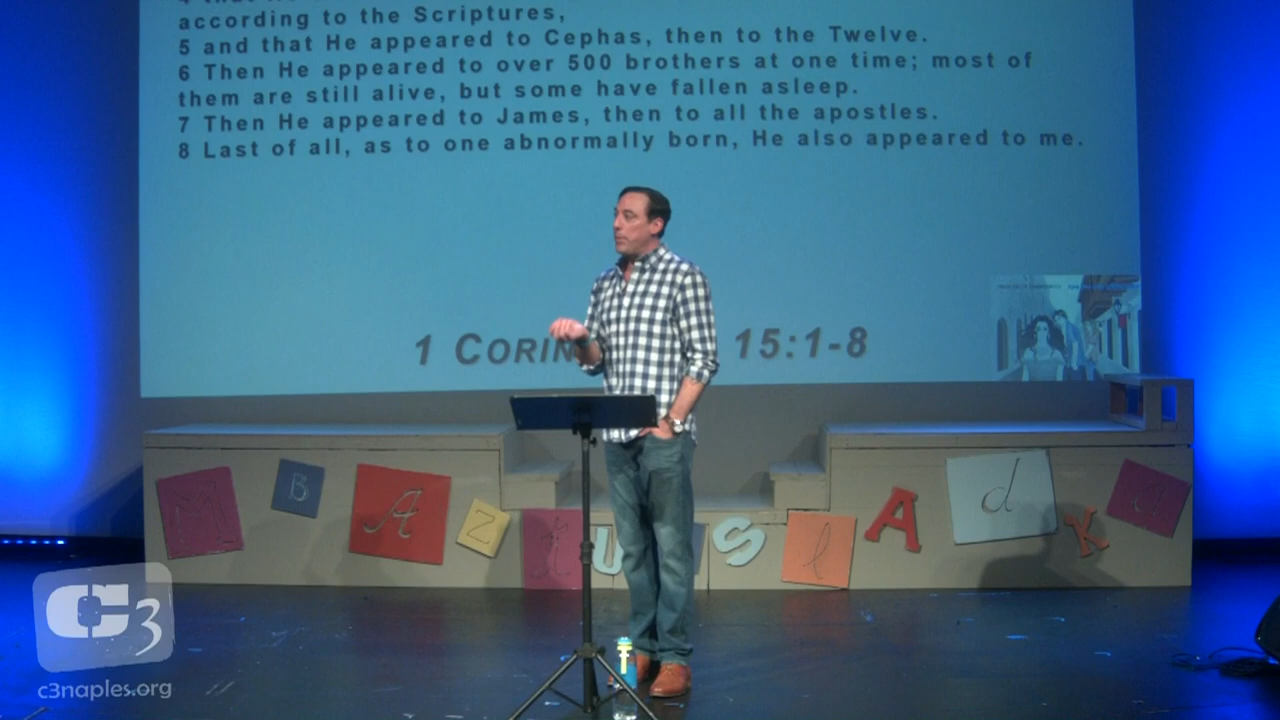 according to the Scriptures,
5 and that He appeared to Cephas, then to the Twelve.
6 Then He appeared to over 500 brothers at one time; most of
them are still alive, but some have fallen asleep.
7 Then He appeared to James, then to all the apostles.
8 Last of all, as to one abnormally born, He also appeared to me.
1 CORIN 15:1-8
M B A z t u s l A d K a
C3
c3naples.org